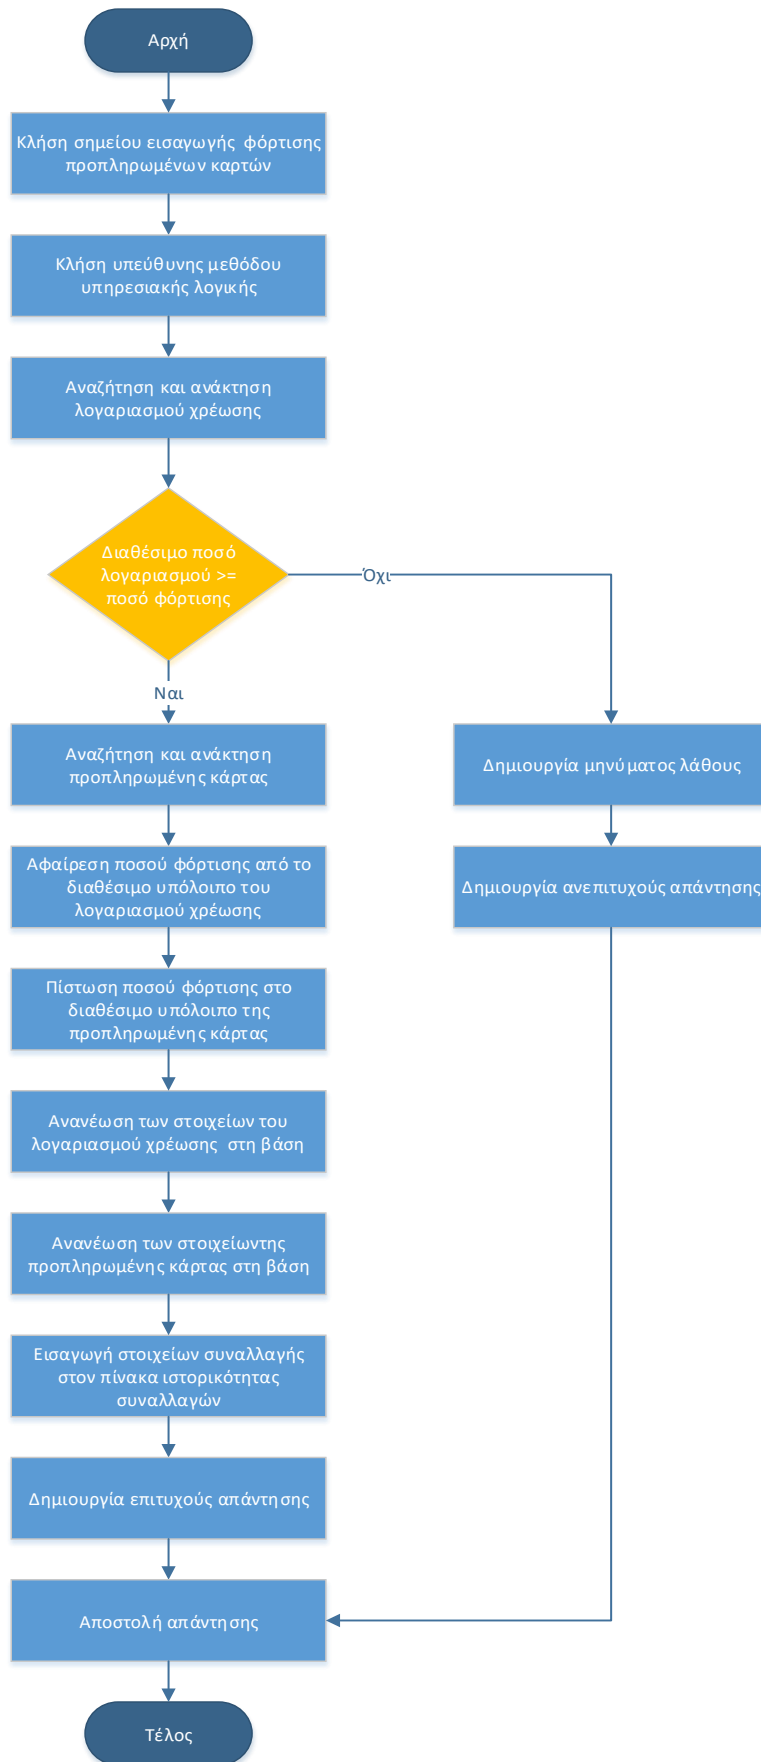 Αρχή
Κλήση σημείου εισαγωγής φόρτισης
προπληρωμένων καρτών
Κλήση υπεύθυνης μεθόδου
υπηρεσιακής λογικής
Αναζήτηση και ανάκτηση
λογαριασμού χρέωσης
Διαθέσιμο ποσό
λογαριασμού >=
ποσό φόρτισης
Όχι
Ναι
Αναζήτηση και ανάκτηση
προπληρωμένης κάρτας
Δημιουργία μηνύματος λάθους
Αφαίρεση ποσού φόρτισης από το
διαθέσιμο υπόλοιπο του
λογαριασμού χρέωσης
Δημιουργία ανεπιτυχούς απάντησης
Πίστωση ποσού φόρτισης στο
διαθέσιμο υπόλοιπο της
προπληρωμένης κάρτας
Ανανέωση των στοιχείων του
λογαριασμού χρέωσης στη βάση
Ανανέωση των στοιχείωντης
προπληρωμένης κάρτας στη βάση
Εισαγωγή στοιχείων συναλλαγής
στον πίνακα ιστορικότητας
συναλλαγών
Δημιουργία επιτυχούς απάντησης
Αποστολή απάντησης
Τέλος